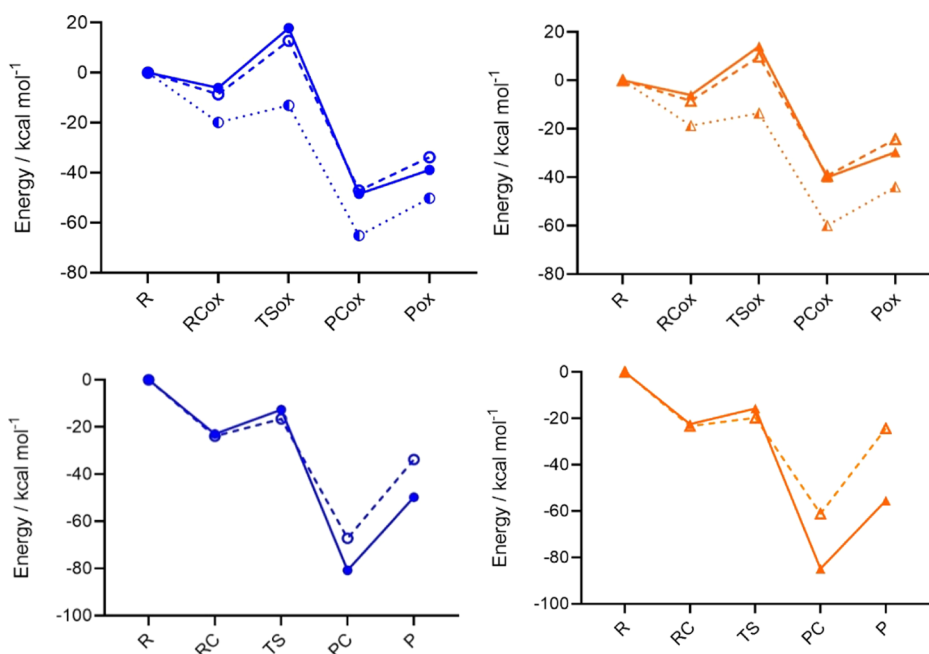 20
0
-20
-40
-60
-80
Energy / kcal mol⁻¹
R
RCox
TSox
PCox
Pox
20
0
-20
-40
-60
-80
Energy / kcal mol⁻¹
R
RCox
TSox
PCox
Pox
0
-20
-40
-60
-80
-100
Energy / kcal mol⁻¹
R
RC
TS
PC
P
0
-20
-40
-60
-80
-100
Energy / kcal mol⁻¹
R
RC
TS
PC
P